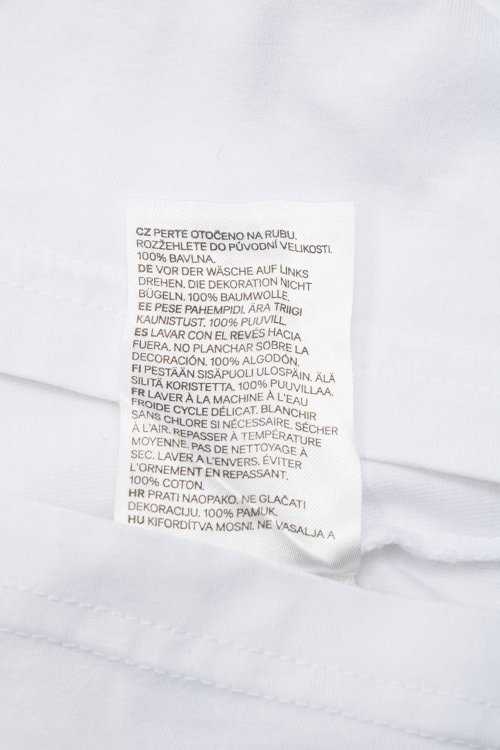 CZ PERTE OTOČENO NA RUBU,
ROZŽEHLETE DO PŮVODNÍ VELIKOSTI.
100% BAVLNA.
DE VOR DER WÄSCHE AUF LINKS
DREHEN. DIE DEKORATION NICHT
BÜGELN. 100% BAUMWOLLE.
EE PESE PAHEMPIDI. ÄRA TRIIGI
KAUNISTUST. 100% PUUVILL.
ES LAVAR CON EL REVÉS HACIA
FUERA. NO PLANCHAR SOBRE LA
DECORACIÓN. 100% ALGODÓN.
FI PESTÄÄN SISÄPUOLI ULOSPÄIN. ÄLÄ
SILITÄ KORISTETTA. 100% PUUVILLAA.
FR LAVER À LA MACHINE À L'EAU
FROIDE CYCLE DÉLICAT. BLANCHIR
SANS CHLORE SI NÉCESSAIRE. SÉCHER
À L'AIR. REPASSER À TEMPÉRATURE
MOYENNE. PAS DE NETTOYAGE À
SEC. LAVER A L'ENVERS. ÉVITER
L'ORNEMENT EN REPASSANT.
100% COTON.
HR PRATI NAOPAKO, NE GLAČATI
DEKORACIJU. 100% PAMUK.
HU KIFORDÍTVA MOSNI. NE VASALJA A